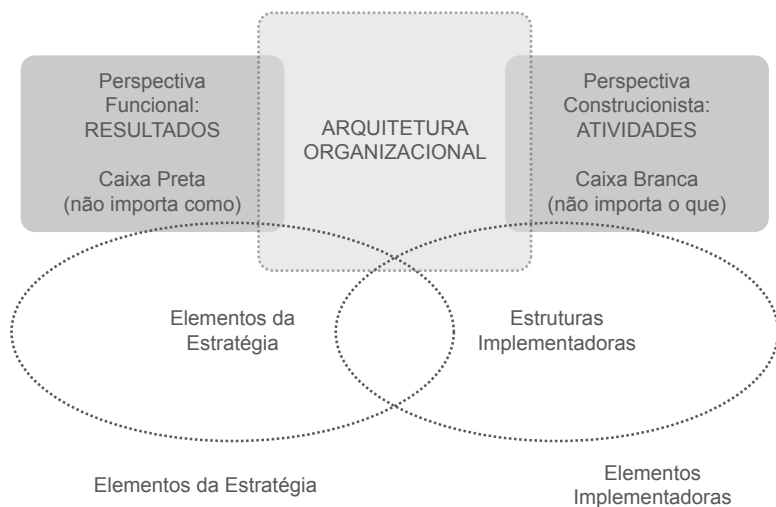 Perspectiva
Funcional:
RESULTADOS
Caixa Preta
(não importa como)
ARQUITETURA
ORGANIZACIONAL
Perspectiva
Construcionista:
ATIVIDADES
Caixa Branca
(não importa o que)
Elementos da
Estratégia
Estruturas
Implementadoras
Elementos da Estratégia
Elementos
Implementadoras